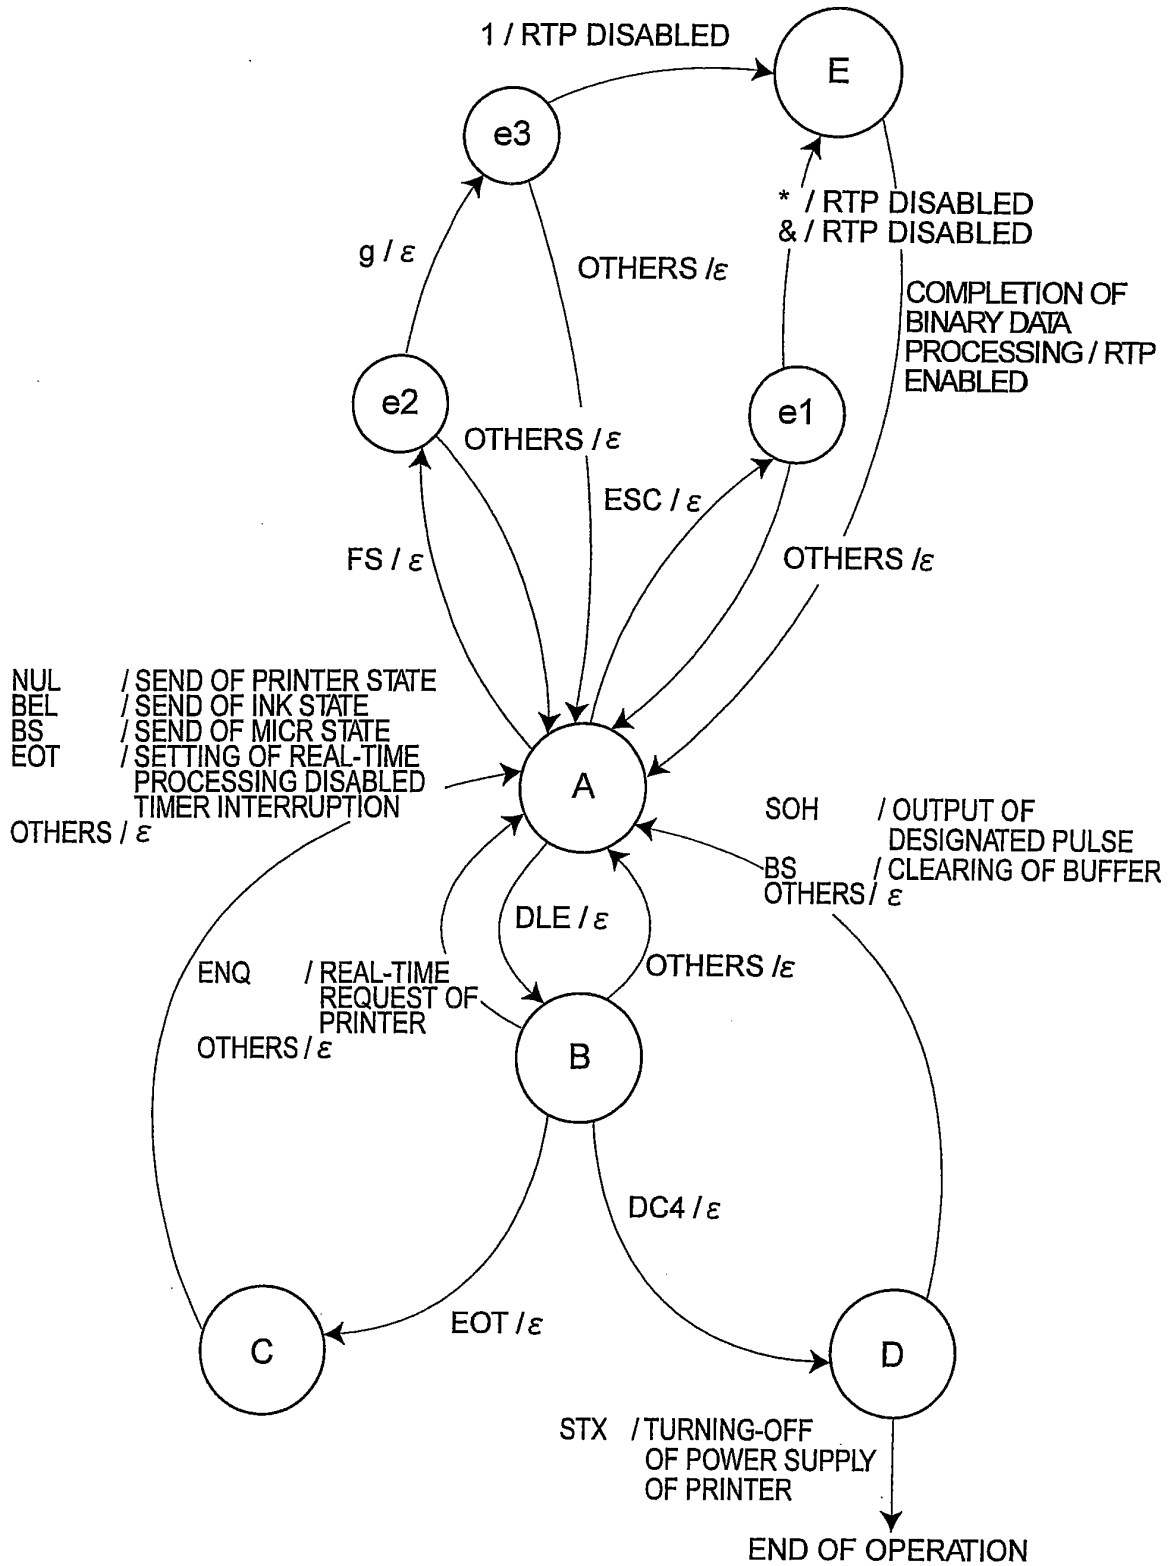 1 / RTP DISABLED
E
e3
* / RTP DISABLED
& / RTP DISABLED
g / ε
OTHERS / ε
COMPLETION OF
BINARY DATA
PROCESSING / RTP
ENABLED
e2
e1
OTHERS / ε
ESC / ε
FS / ε
OTHERS / ε
NUL / SEND OF PRINTER STATE
BEL / SEND OF INK STATE
BS / SEND OF MICR STATE
EOT / SETTING OF REAL-TIME
PROCESSING DISABLED
TIMER INTERRUPTION
OTHERS / ε
A
SOH / OUTPUT OF
DESIGNATED PULSE
BS / CLEARING OF BUFFER
OTHERS / ε
DLE / ε
OTHERS / ε
ENQ / REAL-TIME
REQUEST OF
PRINTER
OTHERS / ε
B
DC4 / ε
EOT / ε
C
D
STX / TURNING-OFF
OF POWER SUPPLY
OF PRINTER
END OF OPERATION